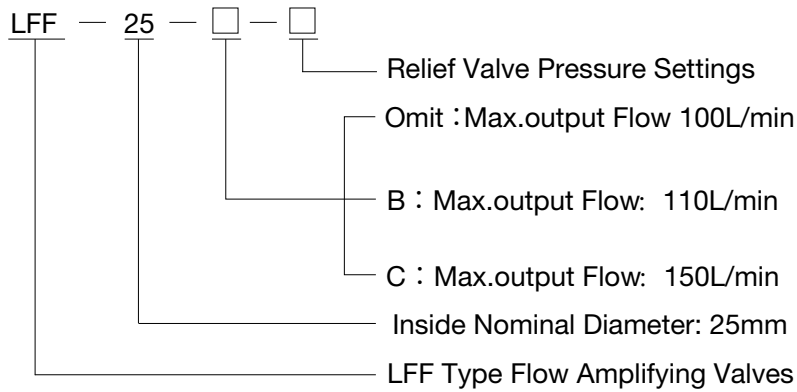 LFF — 25 — □ — □
Relief Valve Pressure Settings
Omit：Max.output Flow 100L/min
B：Max.output Flow: 110L/min
C：Max.output Flow: 150L/min
Inside Nominal Diameter: 25mm
LFF Type Flow Amplifying Valves